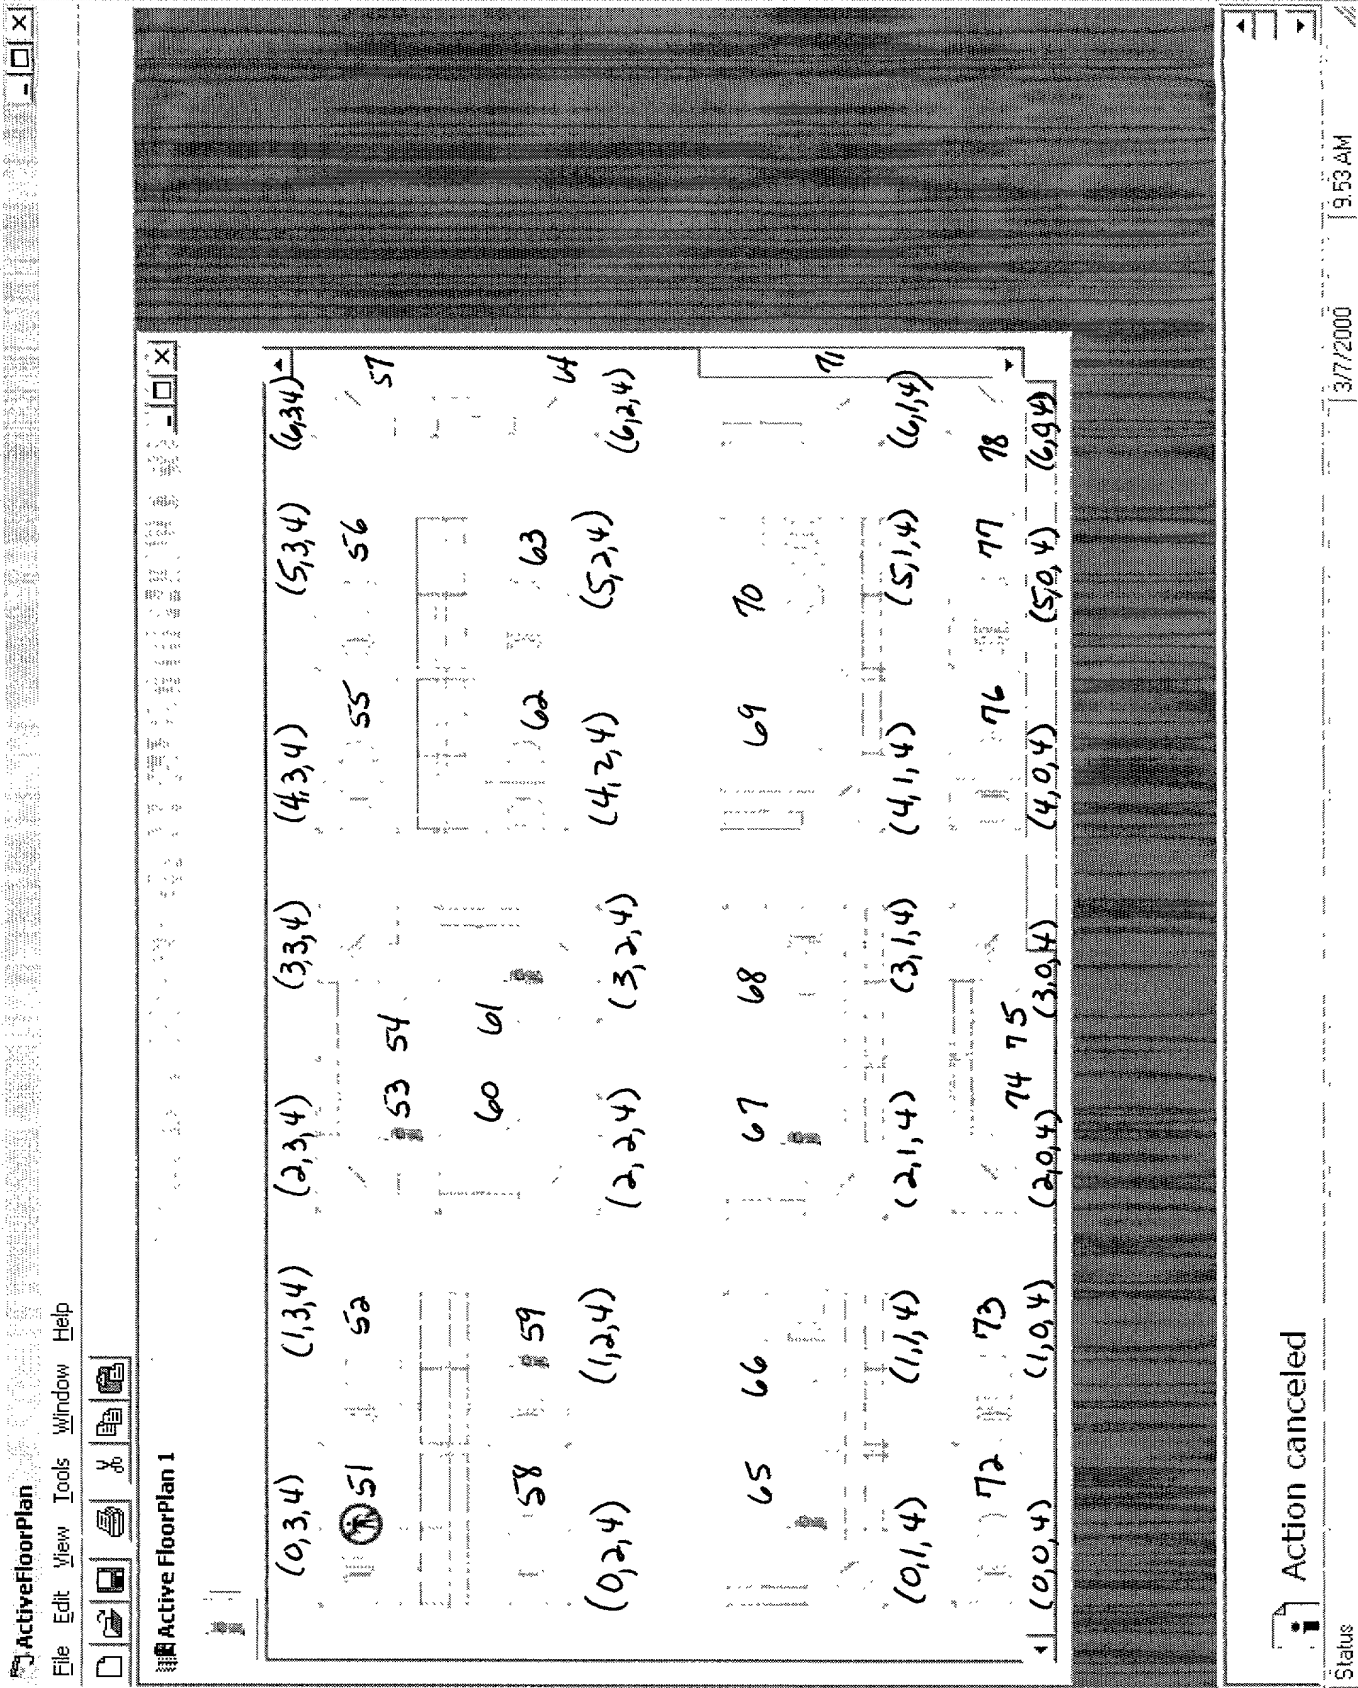 ActiveFloorPlan
File Edit View Tools Window Help
Active FloorPlan 1
(0,3,4) (1,3,4) (2,3,4) (3,3,4) (4,3,4) (5,3,4) (6,3,4)
51 52 53 54 55 56 57
58 59 60 61 62 63 64
(0,2,4) (1,2,4) (2,2,4) (3,2,4) (4,2,4) (5,2,4) (6,2,4)
65 66 67 68 69 70 71
(0,1,4) (1,1,4) (2,1,4) (3,1,4) (4,1,4) (5,1,4) (6,1,4)
72 73 74 75 76 77 78
(0,0,4) (1,0,4) (2,0,4) (3,0,4) (4,0,4) (5,0,4) (6,0,4)
Action canceled
Status 3/7/2000 9:53 AM